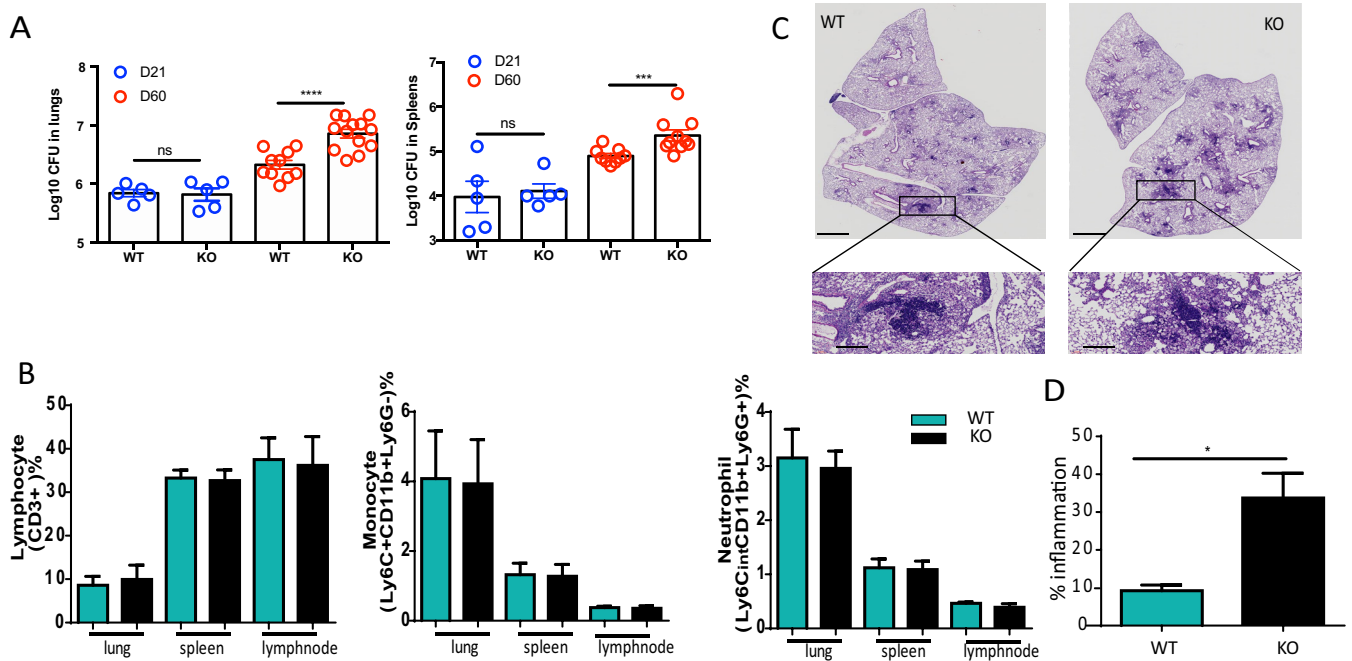 A
Log10 CFU in lungs
8
7
6
5
D21
D60
ns
****
WT
KO
WT
KO
Log10 CFU in Spleens
7
6
5
4
3
D21
D60
ns
***
WT
KO
WT
KO
C
WT
KO
B
Lymphocyte
(CD3+ )%
50
40
30
20
10
0
lung
spleen
lymphnode
Monocyte
(Ly6C+CD11b+Ly6G-)%
6
4
2
0
lung
spleen
lymphnode
Neutrophil
(Ly6CintCD11b+Ly6G+)%
4
3
2
1
0
lung
spleen
lymphnode
WT
KO
D
% inflammation
50
40
30
20
10
0
*
WT
KO